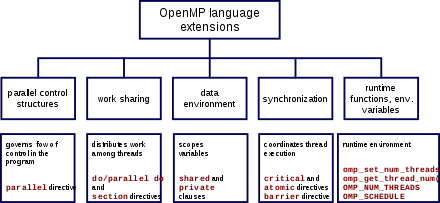 OpenMP language
extensions
parallel control
structures
work sharing
data
environment
synchronization
runtime
functions, env.
variables
governs flow of
control in the
program
parallel directive
distributes work
among threads
do/parallel do
and
section directives
scopes
variables
shared and
private
clauses
coordinates thread
execution
critical and
atomic directives
barrier directive
runtime environment
omp_set_num_threads
omp_get_thread_num(
OMP_NUM_THREADS
OMP_SCHEDULE